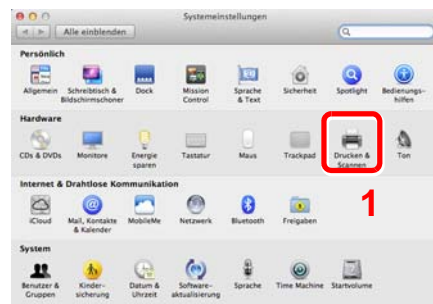 Systemeinstellungen
Alle einblenden
Persönlich
Allgemein
Schreibtisch &
Bildschirmschoner
Dock
Mission
Control
Sprache
& Text
Sicherheit
Spotlight
Bedienungs-
hilfen
Hardware
CDs & DVDs
Monitore
Energie
sparen
Tastatur
Maus
Trackpad
Drucken &
Scannen
Ton
1
Internet & Drahtlose Kommunikation
iCloud
Mail, Kontakte
& Kalender
MobileMe
Netzwerk
Bluetooth
Freigaben
System
Benutzer &
Gruppen
Kinder-
sicherung
Datum &
Uhrzeit
Software-
aktualisierung
Sprache
Time Machine
Startvolume